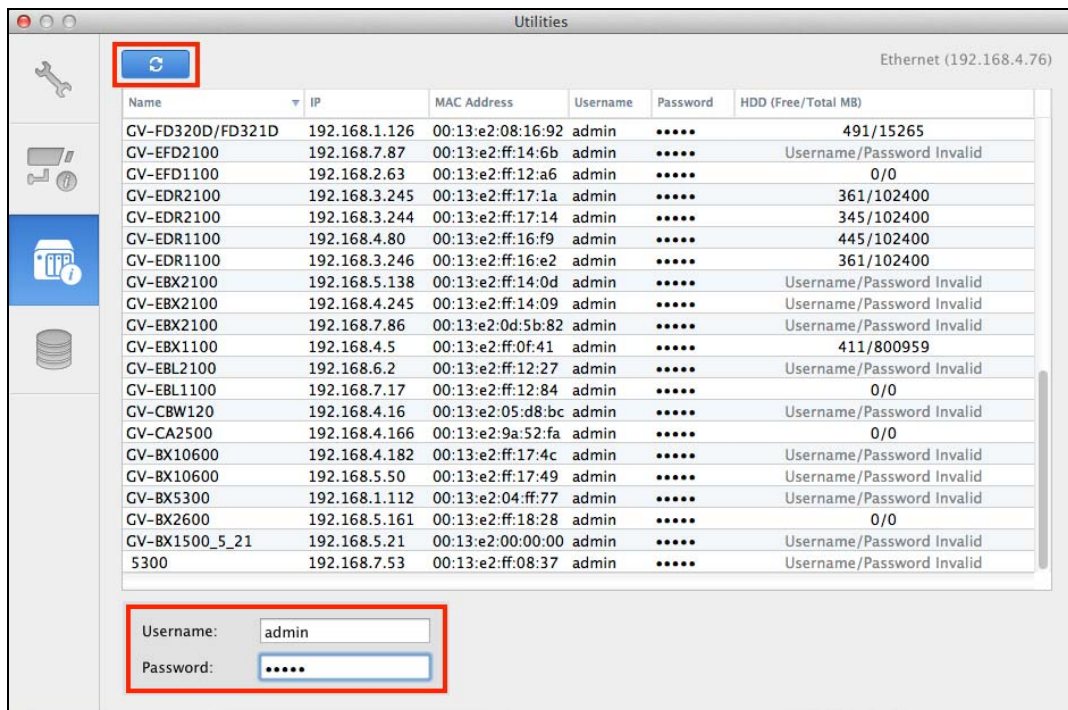 Utilities
Ethernet (192.168.4.76)
Name IP MAC Address Username Password HDD (Free/Total MB)
GV-FD320D/FD321D 192.168.1.126 00:13:e2:08:16:92 admin ••••• 491/15265
GV-EFD2100 192.168.7.87 00:13:e2:ff:14:6b admin ••••• Username/Password Invalid
GV-EFD1100 192.168.2.63 00:13:e2:ff:12:a6 admin ••••• 0/0
GV-EDR2100 192.168.3.245 00:13:e2:ff:17:1a admin ••••• 361/102400
GV-EDR2100 192.168.3.244 00:13:e2:ff:17:14 admin ••••• 345/102400
GV-EDR1100 192.168.4.80 00:13:e2:ff:16:f9 admin ••••• 445/102400
GV-EDR1100 192.168.3.246 00:13:e2:ff:16:e2 admin ••••• 361/102400
GV-EBX2100 192.168.5.138 00:13:e2:ff:14:0d admin ••••• Username/Password Invalid
GV-EBX2100 192.168.4.245 00:13:e2:ff:14:09 admin ••••• Username/Password Invalid
GV-EBX2100 192.168.7.86 00:13:e2:0d:5b:82 admin ••••• Username/Password Invalid
GV-EBX1100 192.168.4.5 00:13:e2:ff:0f:41 admin ••••• 411/800959
GV-EBL2100 192.168.6.2 00:13:e2:ff:12:27 admin ••••• Username/Password Invalid
GV-EBL1100 192.168.7.17 00:13:e2:ff:12:84 admin ••••• 0/0
GV-CBW120 192.168.4.16 00:13:e2:05:d8:bc admin ••••• Username/Password Invalid
GV-CA2500 192.168.4.166 00:13:e2:9a:52:fa admin ••••• 0/0
GV-BX10600 192.168.4.182 00:13:e2:ff:17:4c admin ••••• Username/Password Invalid
GV-BX10600 192.168.5.50 00:13:e2:ff:17:49 admin ••••• Username/Password Invalid
GV-BX5300 192.168.1.112 00:13:e2:04:ff:77 admin ••••• Username/Password Invalid
GV-BX2600 192.168.5.161 00:13:e2:ff:18:28 admin ••••• 0/0
GV-BX1500_5_21 192.168.5.21 00:13:e2:00:00:00 admin ••••• Username/Password Invalid
5300 192.168.7.53 00:13:e2:ff:08:37 admin ••••• Username/Password Invalid
Username: admin
Password: •••••